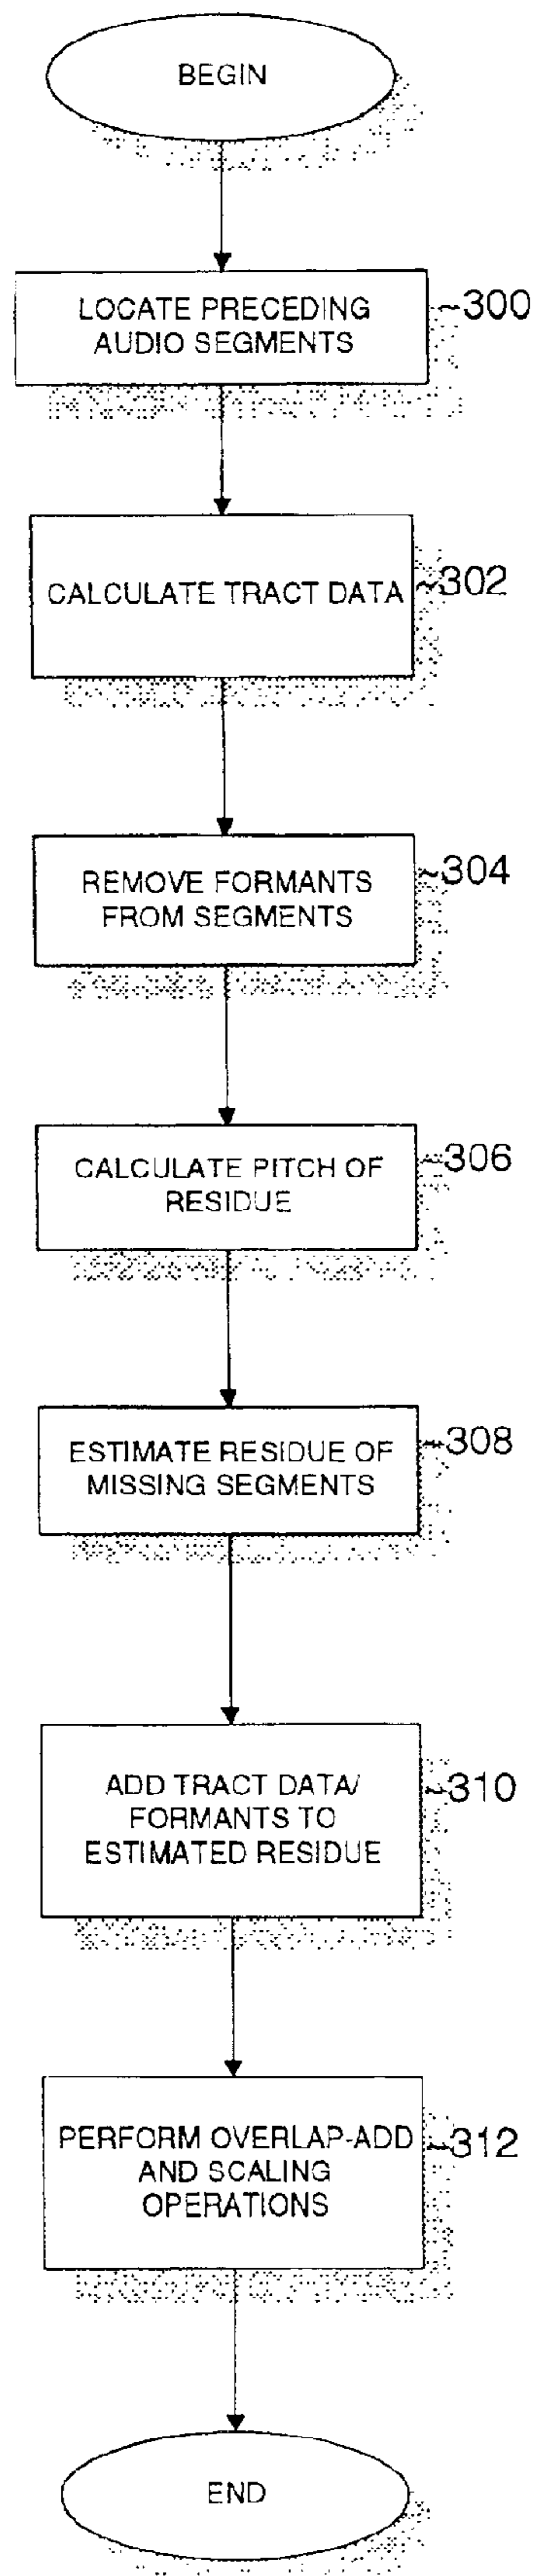 BEGIN
LOCATE PRECEDING
AUDIO SEGMENTS
~300
CALCULATE TRACT DATA
~302
REMOVE FORMANTS
FROM SEGMENTS
~304
CALCULATE PITCH OF
RESIDUE
~306
ESTIMATE RESIDUE OF
MISSING SEGMENTS
~308
ADD TRACT DATA/
FORMANTS TO
ESTIMATED RESIDUE
~310
PERFORM OVERLAP-ADD
AND SCALING
OPERATIONS
~312
END